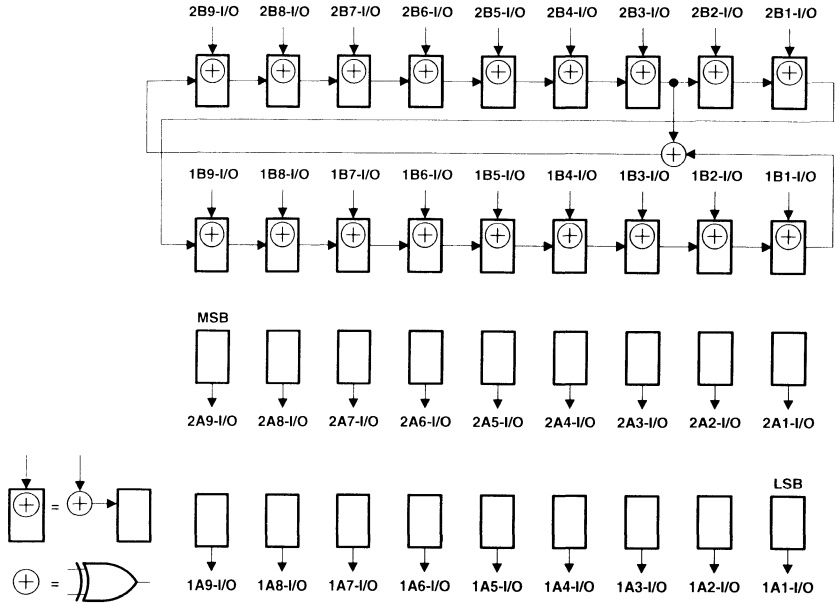 2B9-I/O 2B8-I/O 2B7-I/O 2B6-I/O 2B5-I/O 2B4-I/O 2B3-I/O 2B2-I/O 2B1-I/O
1B9-I/O 1B8-I/O 1B7-I/O 1B6-I/O 1B5-I/O 1B4-I/O 1B3-I/O 1B2-I/O 1B1-I/O
MSB
2A9-I/O 2A8-I/O 2A7-I/O 2A6-I/O 2A5-I/O 2A4-I/O 2A3-I/O 2A2-I/O 2A1-I/O
LSB
=
=
1A9-I/O 1A8-I/O 1A7-I/O 1A6-I/O 1A5-I/O 1A4-I/O 1A3-I/O 1A2-I/O 1A1-I/O